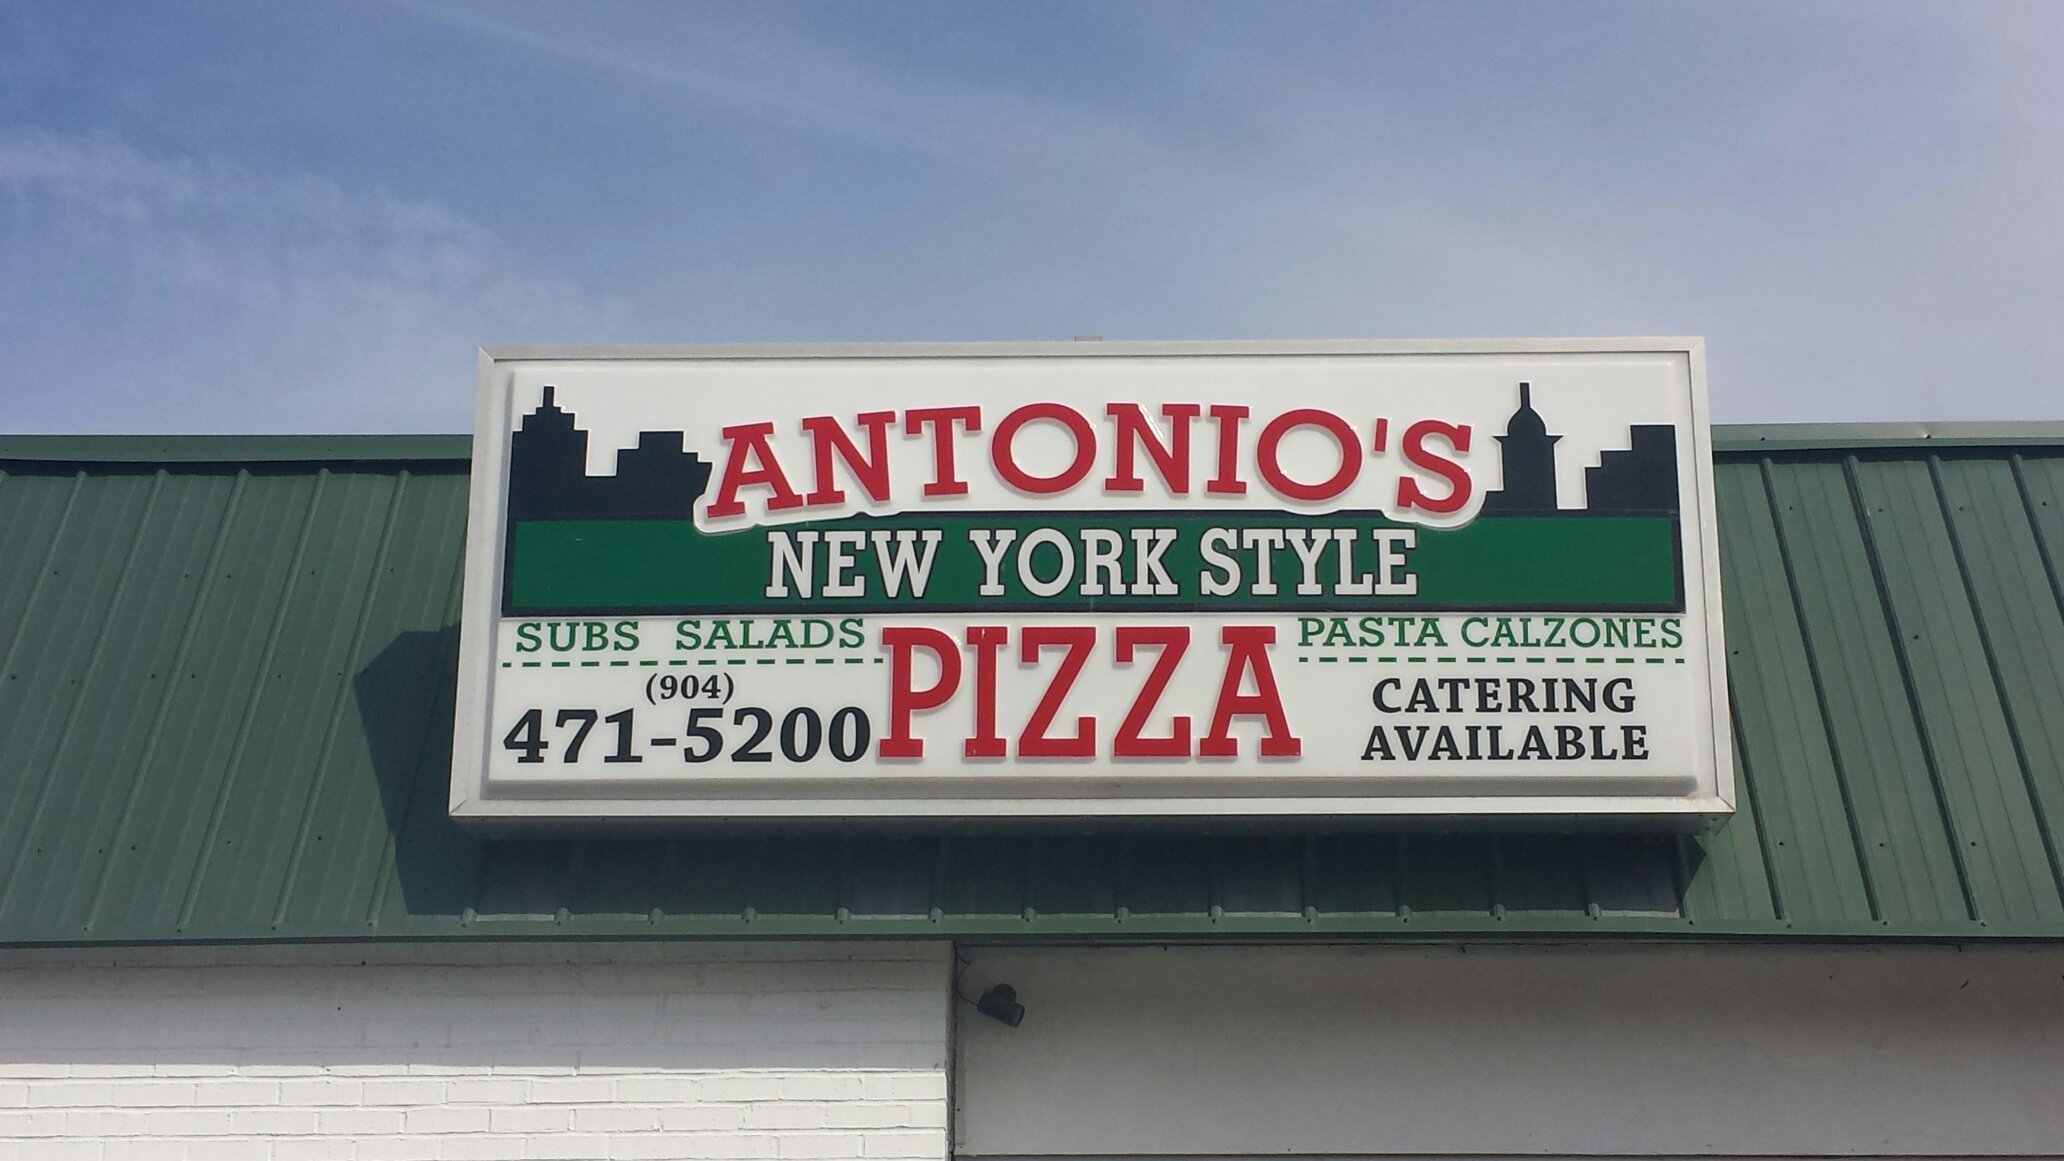 ANTONIO'S
NEW YORK STYLE
SUBS SALADS
PIZZA
PASTA CALZONES
(904)
471-5200
CATERING
AVAILABLE